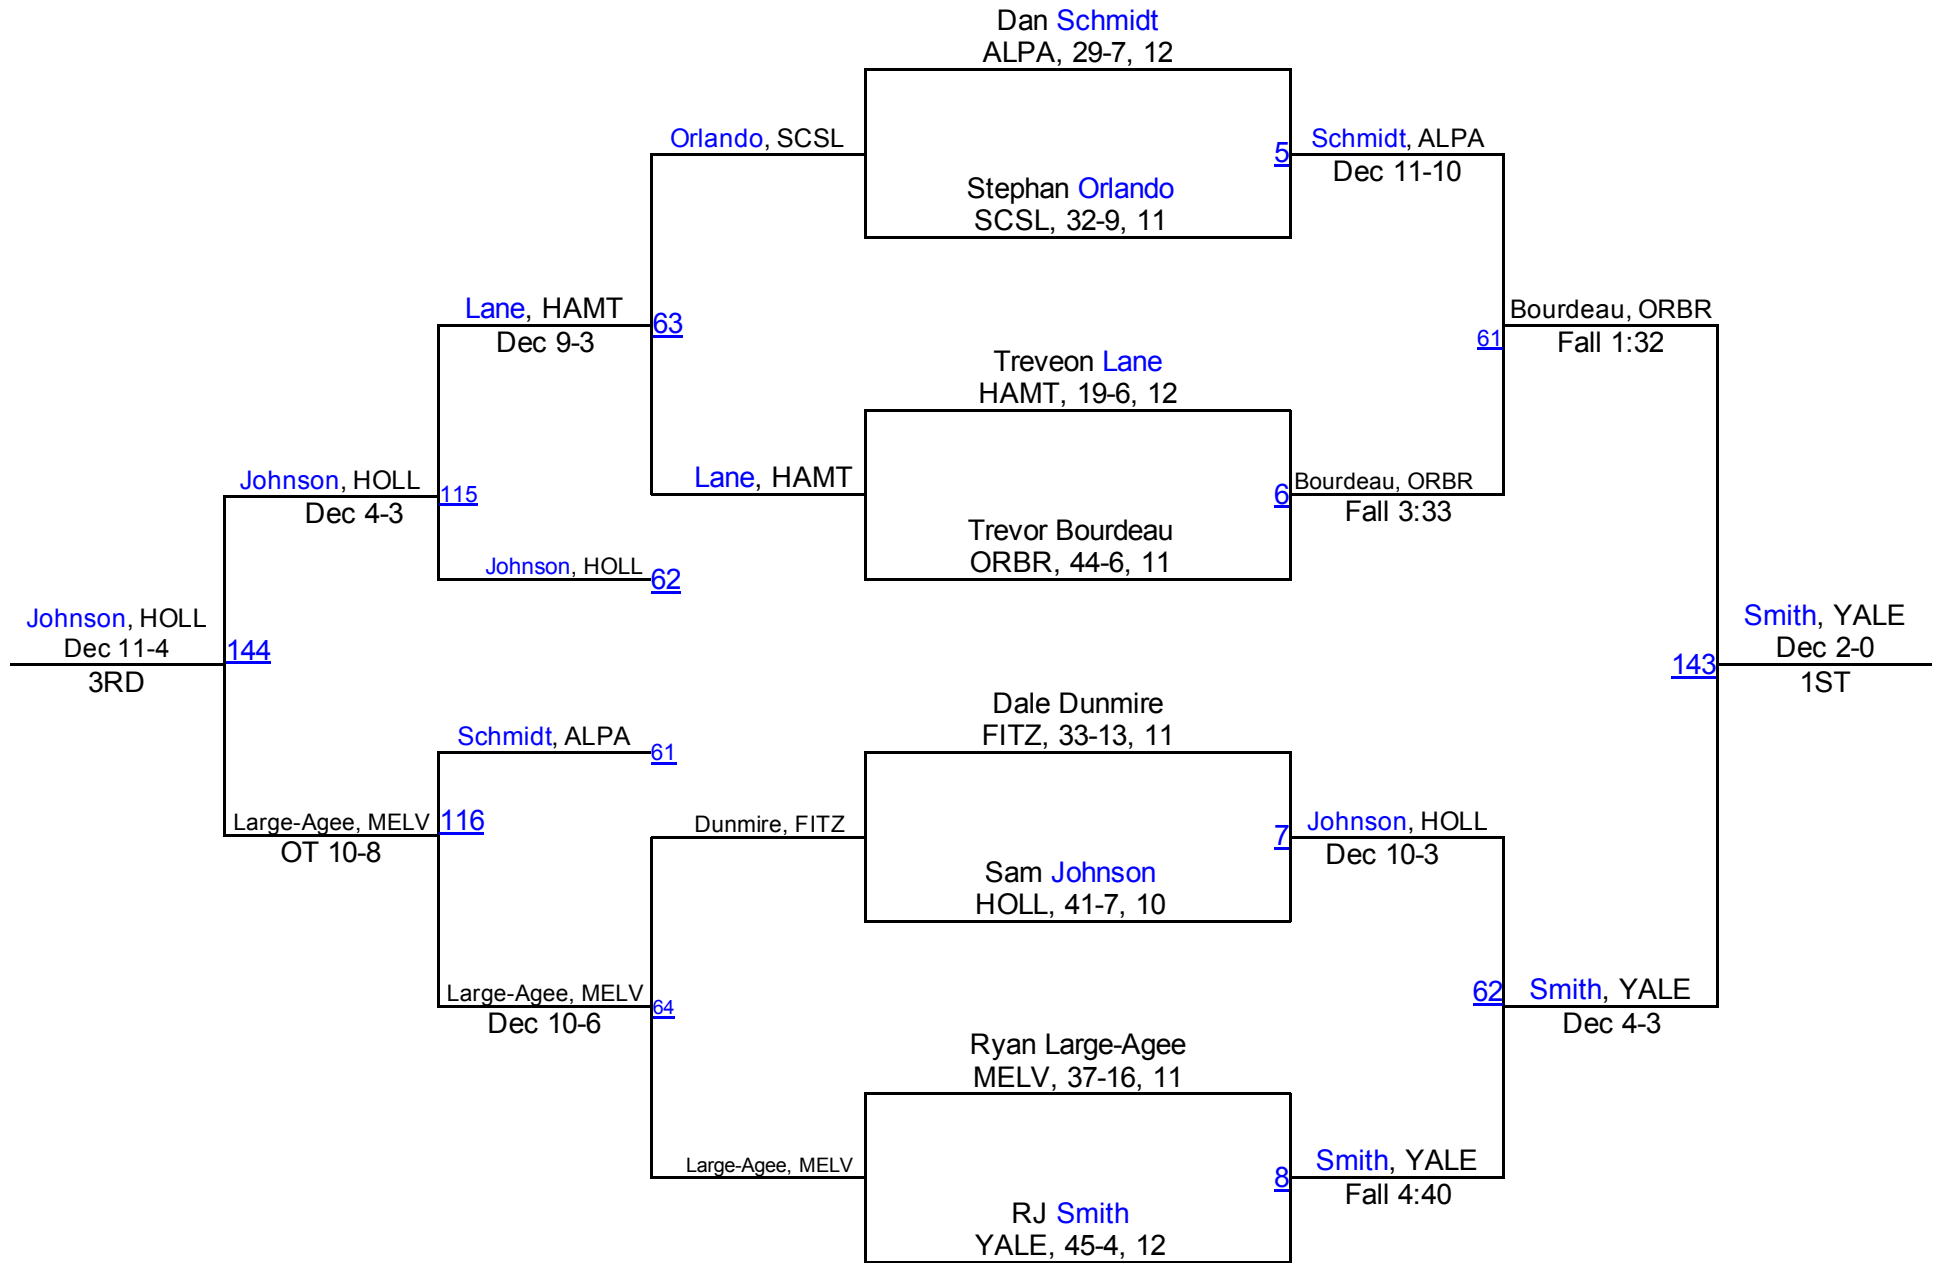 Dan Schmidt
ALPA, 29-7, 12
Orlando, SCSL
5
Schmidt, ALPA
Dec 11-10
Stephan Orlando
SCSL, 32-9, 11
Lane, HAMT
Dec 9-3
63
Treveon Lane
HAMT, 19-6, 12
61
Bourdeau, ORBR
Fall 1:32
Johnson, HOLL
Dec 4-3
115
Lane, HAMT
6
Bourdeau, ORBR
Fall 3:33
Trevor Bourdeau
ORBR, 44-6, 11
Johnson, HOLL
62
Johnson, HOLL
Dec 11-4
3RD
144
143
Smith, YALE
Dec 2-0
1ST
Schmidt, ALPA
61
Dale Dunmire
FITZ, 33-13, 11
Large-Agee, MELV
OT 10-8
116
Dunmire, FITZ
7
Johnson, HOLL
Dec 10-3
Sam Johnson
HOLL, 41-7, 10
Large-Agee, MELV
Dec 10-6
64
62
Smith, YALE
Dec 4-3
Ryan Large-Agee
MELV, 37-16, 11
Large-Agee, MELV
8
Smith, YALE
Fall 4:40
RJ Smith
YALE, 45-4, 12